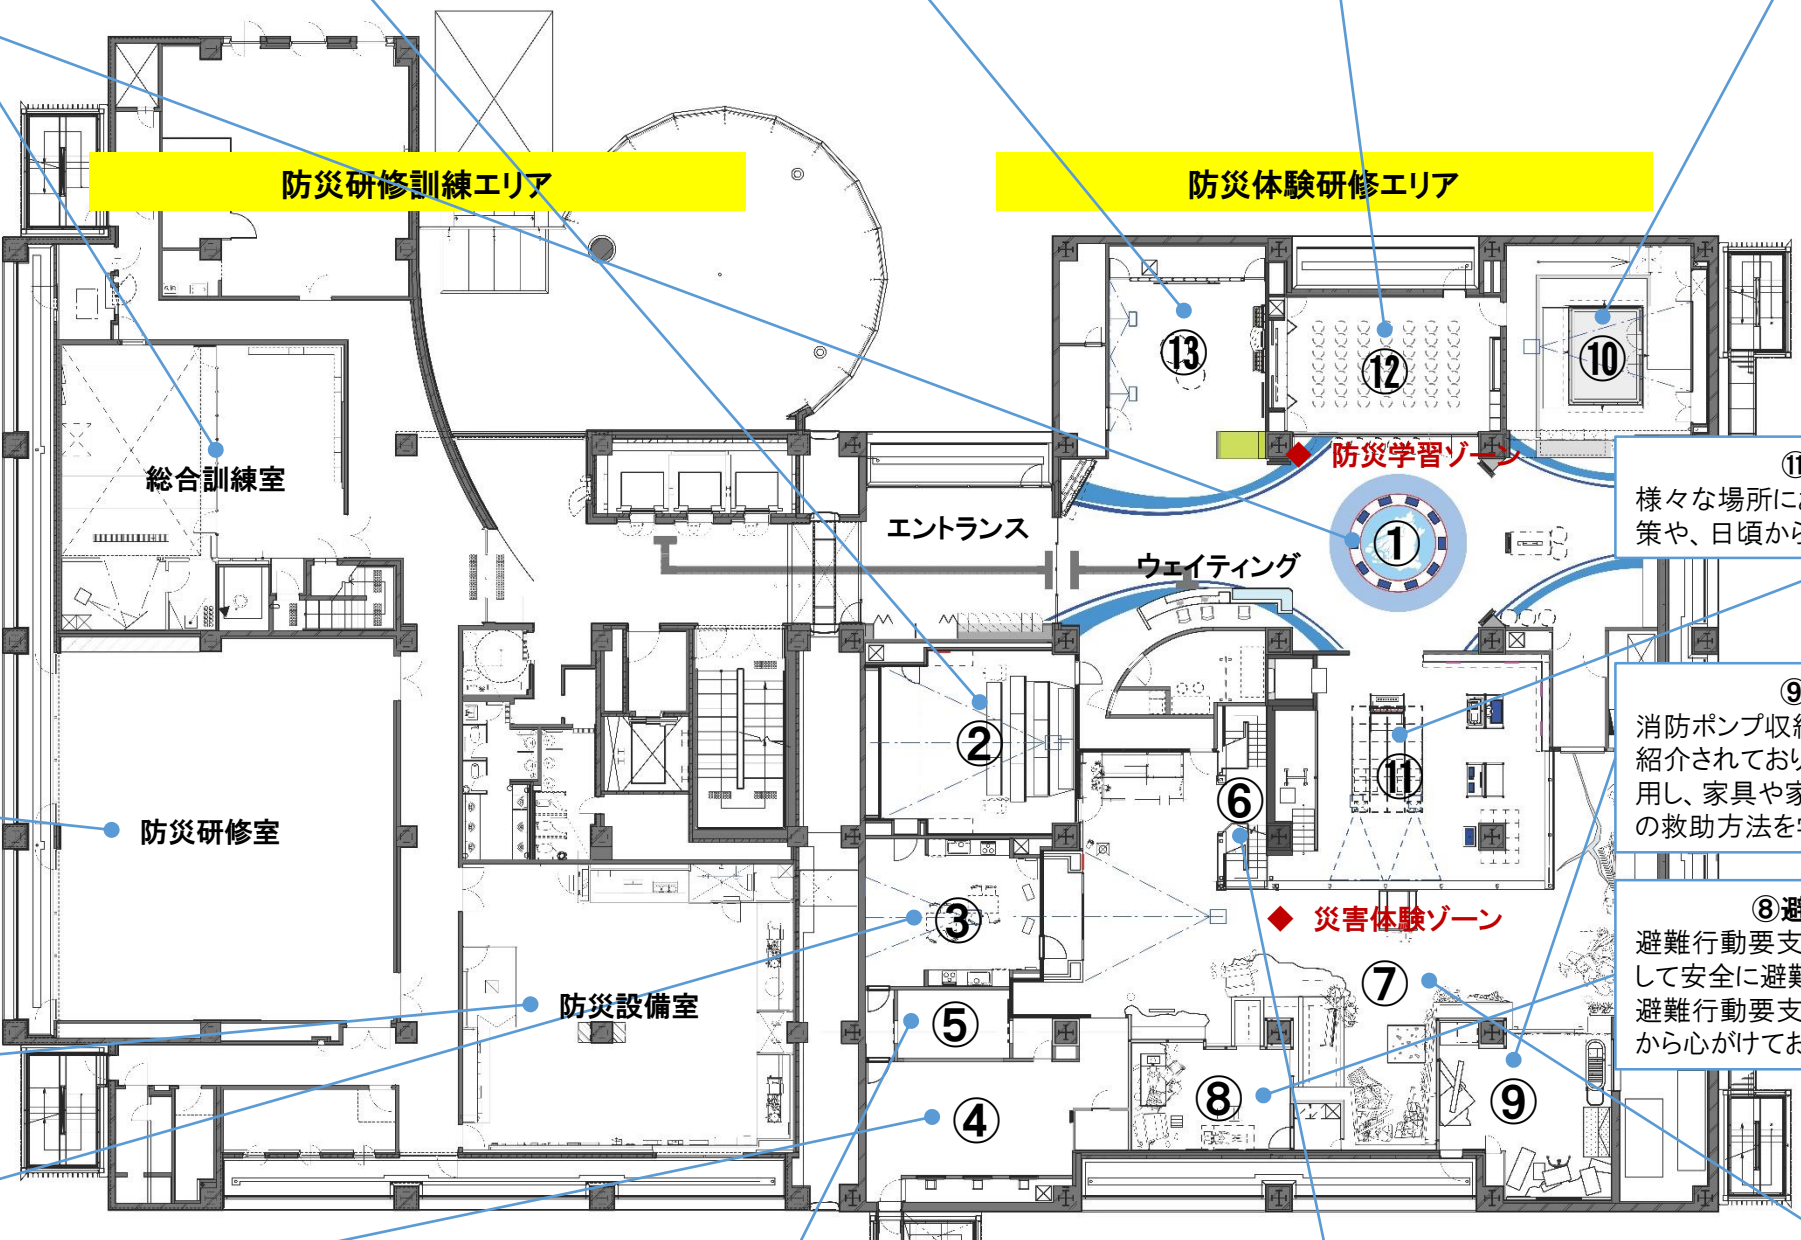 防災研修訓練エリア
防災体験研修エリア
⑬
⑫
⑩
総合訓練室
◆ 防災学習ゾーン
⑪
様々な場所に
策や、日頃から
エントランス
①
ウェイティング
⑨
消防ポンプ収納
紹介されており
用し、家具や家
の救助方法を
②
⑪
⑥
防災研修室
③
◆ 災害体験ゾーン
⑧避
避難行動要支
して安全に避難
避難行動要支
から心がけてお
⑦
防災設備室
⑤
⑧
⑨
④